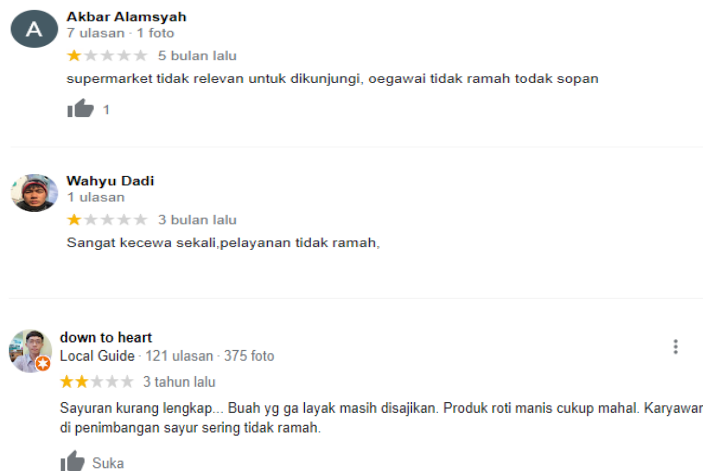 A
Akbar Alamsyah
7 ulasan · 1 foto
5 bulan lalu
supermarket tidak relevan untuk dikunjungi, oegawai tidak ramah todak sopan
1
Wahyu Dadi
1 ulasan
3 bulan lalu
Sangat kecewa sekali,pelayanan tidak ramah,
down to heart
Local Guide · 121 ulasan · 375 foto
3 tahun lalu
Sayuran kurang lengkap... Buah yg ga layak masih disajikan. Produk roti manis cukup mahal. Karyawan
di penimbangan sayur sering tidak ramah.
Suka